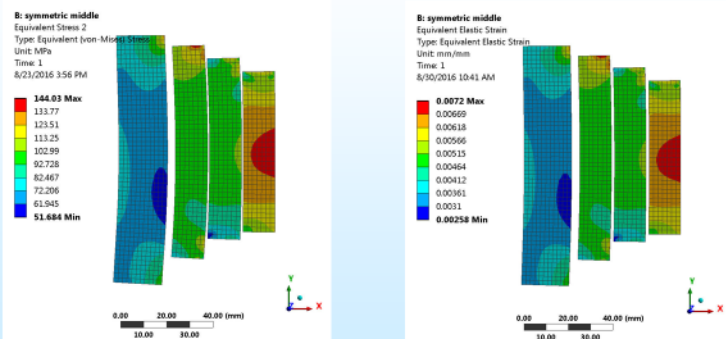 B: symmetric middle
Equivalent Stress 2
Type: Equivalent (von-Mises) Stress
Unit: MPa
Time: 1
8/23/2016 3:56 PM
144.03 Max
133.77
123.51
113.25
102.99
92.728
82.467
72.206
61.945
51.684 Min
0.00
20.00
40.00 (mm)
10.00
30.00
Y
Z
X
B: symmetric middle
Equivalent Elastic Strain
Type: Equivalent Elastic Strain
Unit: mm/mm
Time: 1
8/30/2016 10:41 AM
0.0072 Max
0.00669
0.00618
0.00566
0.00515
0.00464
0.00412
0.00361
0.0031
0.00258 Min
0.00
20.00
40.00 (mm)
10.00
30.00
Y
Z
X